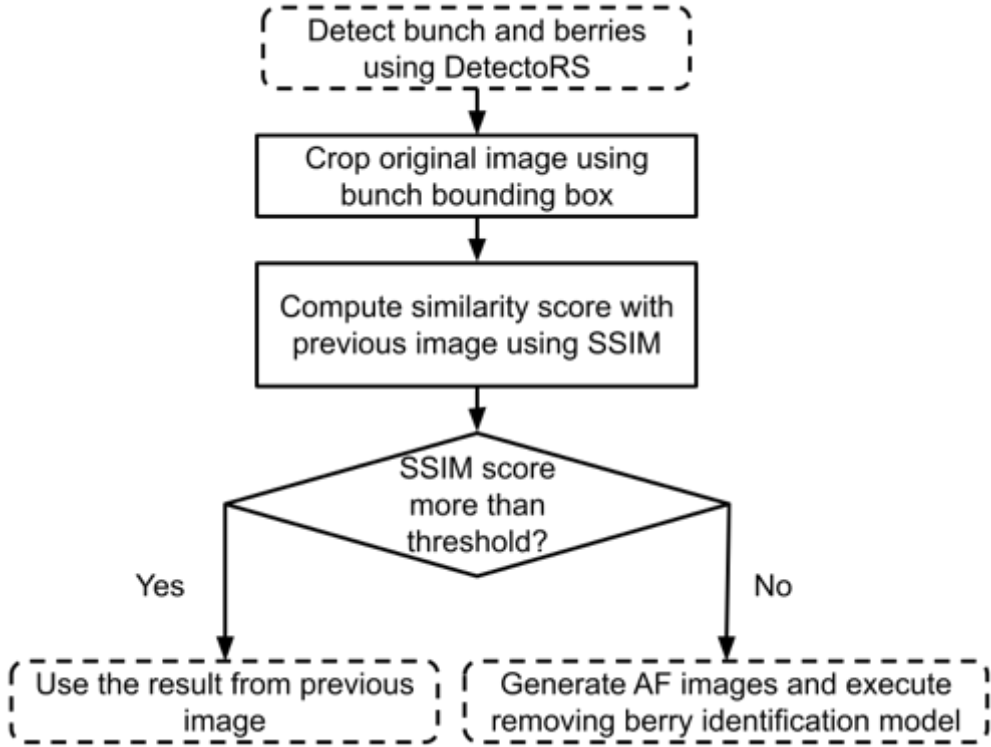 Detect bunch and berries
using DetectoRS
Crop original image using
bunch bounding box
Compute similarity score with
previous image using SSIM
SSIM score
more than
threshold?
Yes
No
Use the result from previous
image
Generate AF images and execute
removing berry identification model